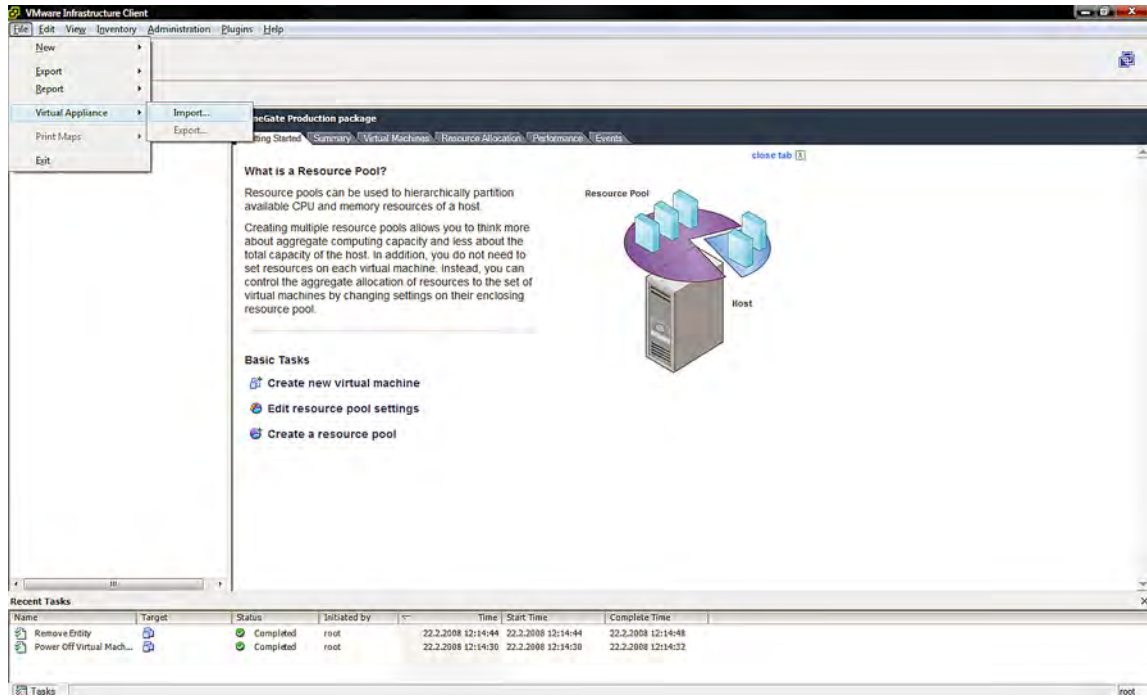 VMware Infrastructure Client
File Edit View Inventory Administration Plugins Help
New
Export
Report
Virtual Appliance
Import...
Export...
Print Maps
Exit
neGate Production package
tting Started Summary Virtual Machines Resource Allocation Performance Events
close tab X
What is a Resource Pool?
Resource pools can be used to hierarchically partition
available CPU and memory resources of a host.
Creating multiple resource pools allows you to think more
about aggregate computing capacity and less about the
total capacity of the host. In addition, you do not need to
set resources on each virtual machine. Instead, you can
control the aggregate allocation of resources to the set of
virtual machines by changing settings on their enclosing
resource pool.
Resource Pool
Host
Basic Tasks
Create new virtual machine
Edit resource pool settings
Create a resource pool
Recent Tasks
Name Target Status Initiated by Time Start Time Complete Time
Remove Entity Completed root 22.2.2008 12:14:44 22.2.2008 12:14:44 22.2.2008 12:14:48
Power Off Virtual Mach... Completed root 22.2.2008 12:14:30 22.2.2008 12:14:30 22.2.2008 12:14:32
Tasks root